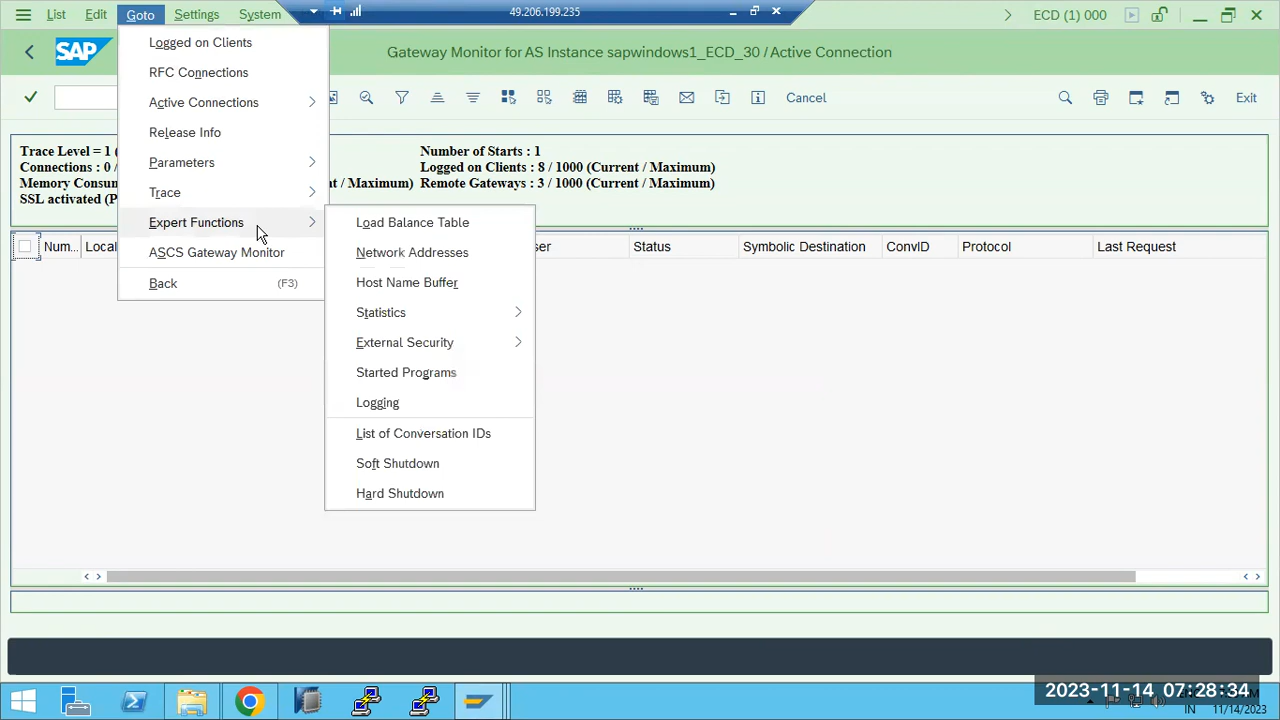 List Edit Goto Settings System
49.206.199.235
ECD (1) 000
SAP
Gateway Monitor for AS Instance sapwindows1_ECD_30 / Active Connection
Cancel
Exit
Logged on Clients
RFC Connections
Active Connections
Release Info
Parameters
Trace
Expert Functions
ASCS Gateway Monitor
Back (F3)
Load Balance Table
Network Addresses
Host Name Buffer
Statistics
External Security
Started Programs
Logging
List of Conversation IDs
Soft Shutdown
Hard Shutdown
Trace Level = 1 (
Number of Starts : 1
Connections : 0 /
Logged on Clients : 8 / 1000 (Current / Maximum)
Memory Consu
t / Maximum) Remote Gateways : 3 / 1000 (Current / Maximum)
SSL activated (P
Num... Local
ser Status Symbolic Destination ConvID Protocol Last Request
2023-11-14 07:28:34
IN 11/14/2023